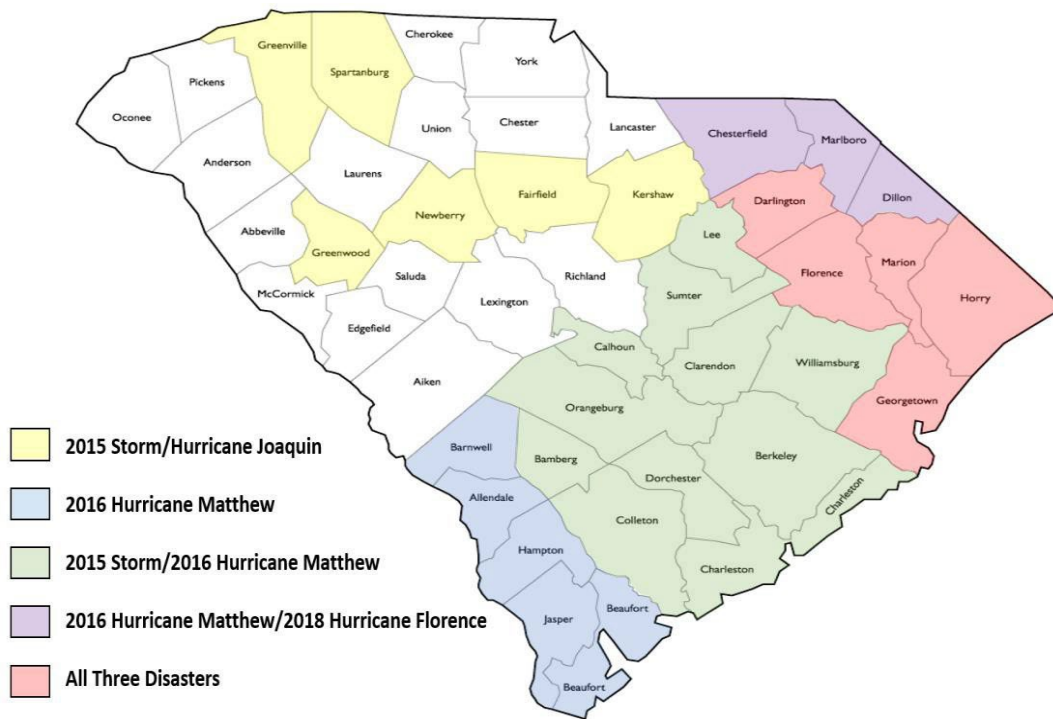 Cherokee
Greenville
York
Spartanburg
Pickens
Oconee
Union
Chester
Lancaster
Chesterfield
Marlboro
Anderson
Laurens
Fairfield
Kershaw
Dillon
Darlington
Newberry
Abbeville
Lee
Greenwood
Marion
Florence
Saluda
Richland
McCormick
Sumter
Horry
Lexington
Edgefield
Calhoun
Clarendon
Williamsburg
Aiken
Georgetown
Orangeburg
Barnwell
Bamberg
Berkeley
Dorchester
Charleston
Allendale
Colleton
Hampton
Charleston
Beaufort
Jasper
Beaufort
2015 Storm/Hurricane Joaquin
2016 Hurricane Matthew
2015 Storm/2016 Hurricane Matthew
2016 Hurricane Matthew/2018 Hurricane Florence
All Three Disasters